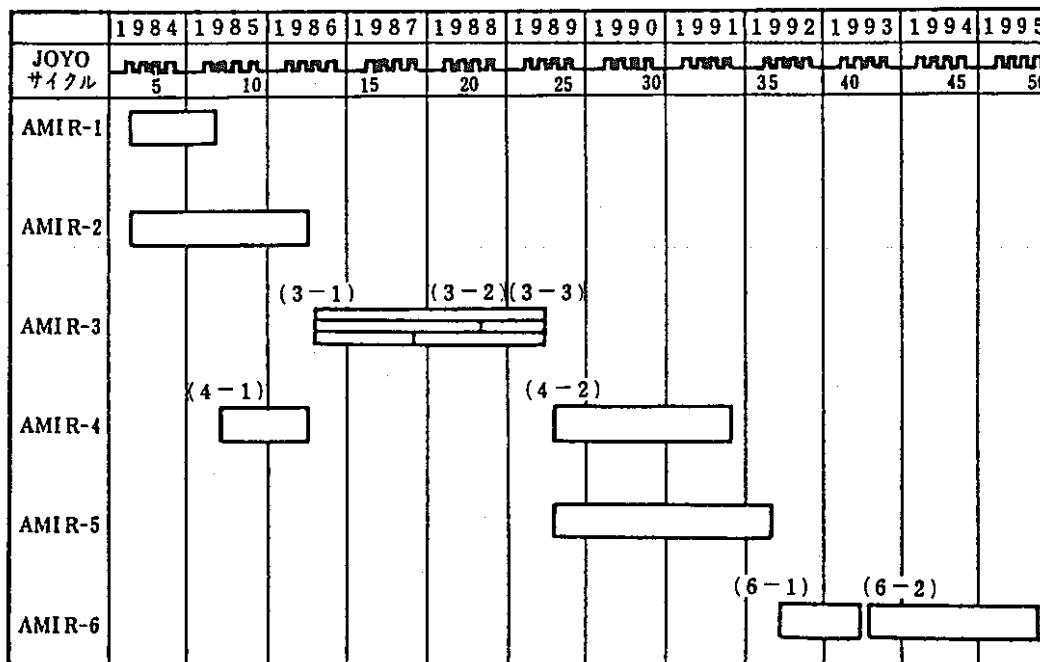 1984 1985 1986 1987 1988 1989 1990 1991 1992 1993 1994 1995
JOYO
サイクル
5 10 15 20 25 30 35 40 45 50
AMIR-1
AMIR-2
(3-1) (3-2) (3-3)
AMIR-3
(4-1) (4-2)
AMIR-4
AMIR-5
(6-1) (6-2)
AMIR-6